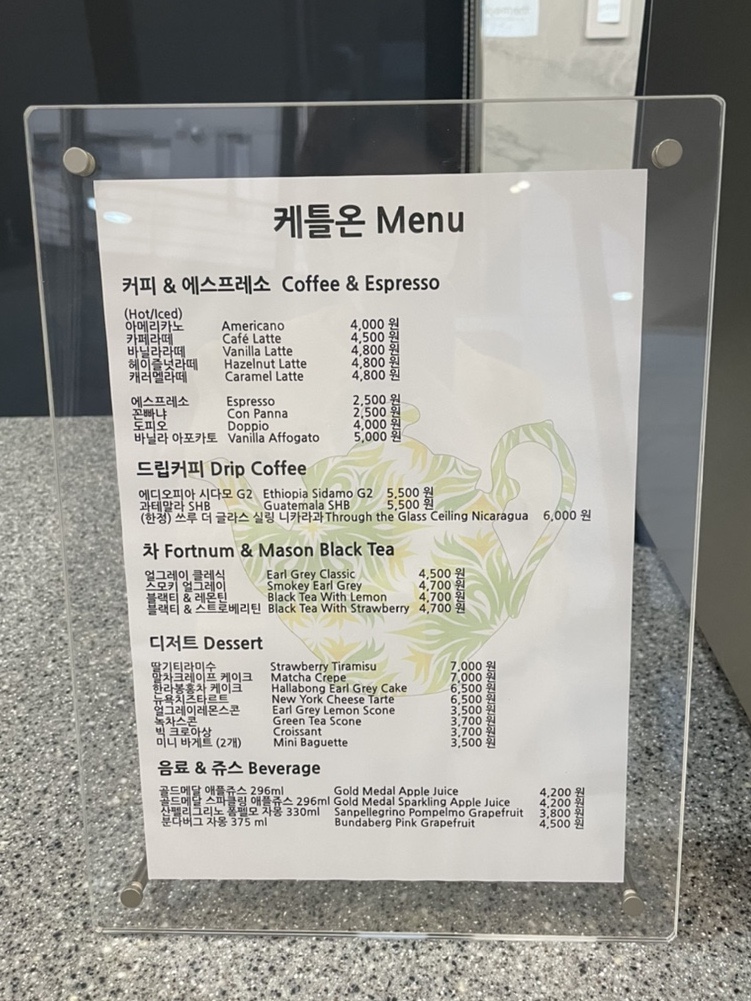 케틀온 Menu
커피 & 에스프레소 Coffee & Espresso
(Hot/Iced)
아메리카노 Americano 4,000 원
카페라떼 Café Latte 4,500 원
바닐라라떼 Vanilla Latte 4,800 원
헤이즐넛라떼 Hazelnut Latte 4,800 원
캐러멜라떼 Caramel Latte 4,800 원
에스프레소 Espresso 2,500 원
꼰빠냐 Con Panna 2,500 원
도피오 Doppio 4,000 원
바닐라 아포카토 Vanilla Affogato 5,000 원
드립커피 Drip Coffee
에디오피아 시다모 G2 Ethiopia Sidamo G2 5,500 원
과테말라 SHB Guatemala SHB 5,500 원
(한정) 쓰루 더 글라스 실링 니카라과 Through the Glass Ceiling Nicaragua 6,000 원
차 Fortnum & Mason Black Tea
얼그레이 클레식 Earl Grey Classic 4,500 원
스모키 얼그레이 Smokey Earl Grey 4,700 원
블랙티 & 레몬틴 Black Tea With Lemon 4,700 원
블랙티 & 스트로베리틴 Black Tea With Strawberry 4,700 원
디저트 Dessert
딸기티라미수 Strawberry Tiramisu 7,000 원
말차크레이프 케이크 Matcha Crepe 7,000 원
한라봉홍차 케이크 Hallabong Earl Grey Cake 6,500 원
뉴욕치즈타르트 New York Cheese Tarte 6,500 원
얼그레이레몬스콘 Earl Grey Lemon Scone 3,500 원
녹차스콘 Green Tea Scone 3,700 원
빅 크로아상 Croissant 3,700 원
미니 바게트 (2개) Mini Baguette 3,500 원
음료 & 쥬스 Beverage
골드메달 애플쥬스 296ml Gold Medal Apple Juice 4,200 원
골드메달 스파클링 애플쥬스 296ml Gold Medal Sparkling Apple Juice 4,200 원
산펠리그리노 폼펠모 자몽 330ml Sanpellegrino Pompelmo Grapefruit 3,800 원
분다버그 자몽 375 ml Bundaberg Pink Grapefruit 4,500 원